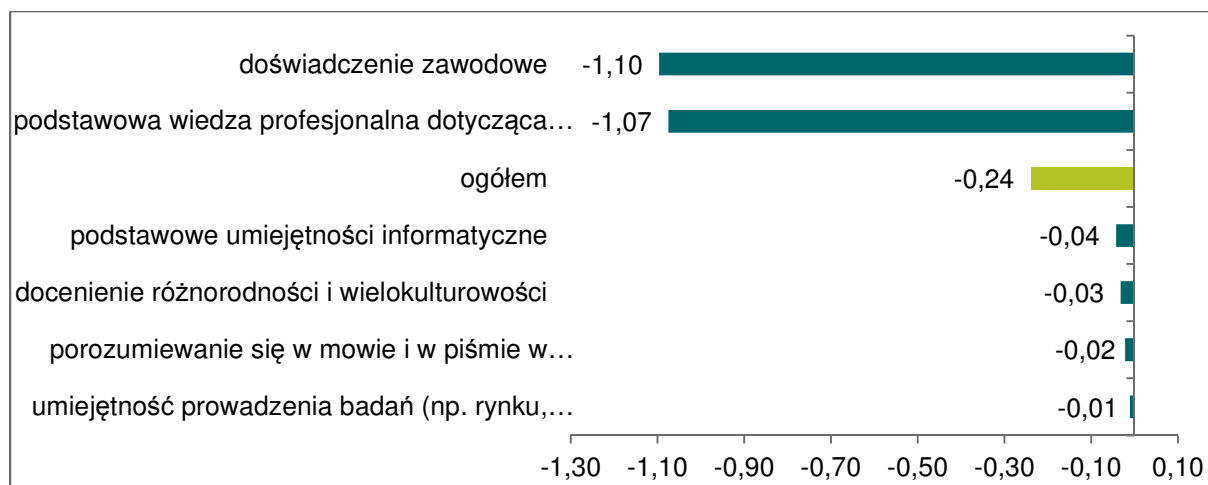 doświadczenie zawodowe -1,10
podstawowa wiedza profesjonalna dotycząca… -1,07
ogółem -0,24
podstawowe umiejętności informatyczne -0,04
docenienie różnorodności i wielokulturowości -0,03
porozumiewanie się w mowie i w piśmie w… -0,02
umiejętność prowadzenia badań (np. rynku,… -0,01
-1,30 -1,10 -0,90 -0,70 -0,50 -0,30 -0,10 0,10